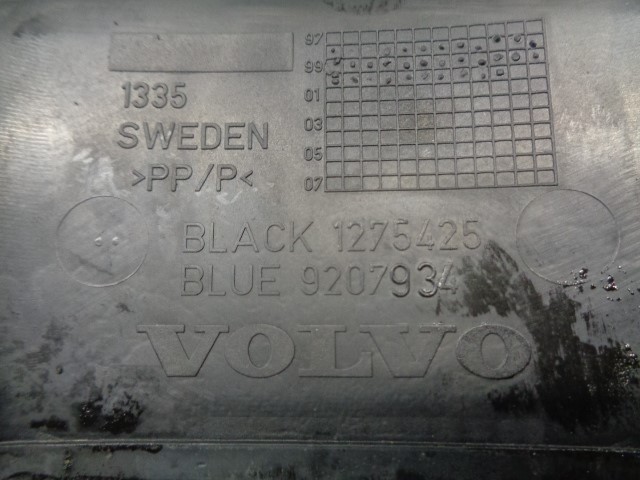 97
99
01
03
05
07
1335
SWEDEN
>PP/P<
BLACK 1275425
BLUE 9207934
VOLVO